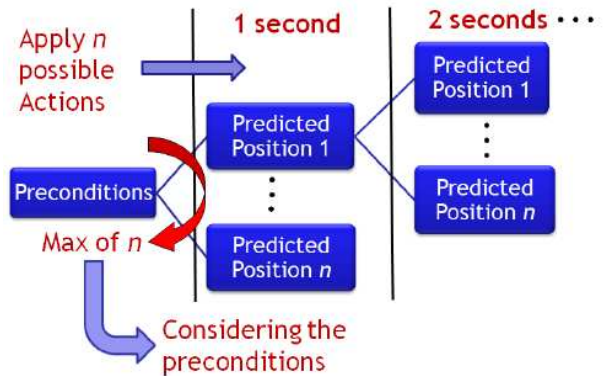 Apply n
possible
Actions
1 second
2 seconds • • •
Preconditions
Predicted
Position 1
Predicted
Position n
Predicted
Position 1
Predicted
Position n
Max of n
Considering the
preconditions